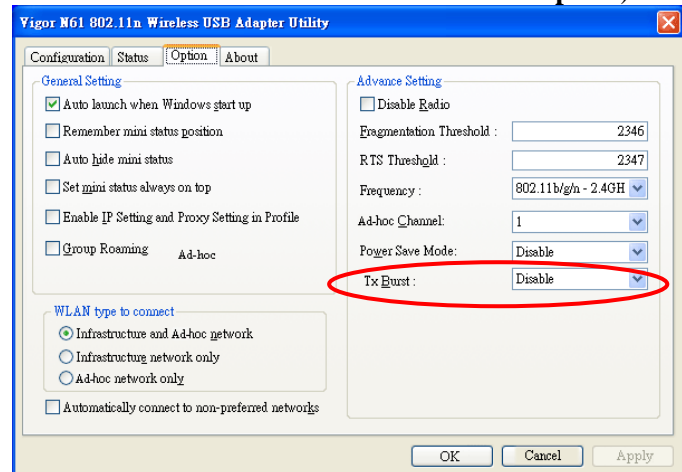 Vigor N61 802.11n Wireless USB Adapter Utility
Configuration Status Option About
General Setting
Auto launch when Windows start up
Remember mini status position
Auto hide mini status
Set mini status always on top
Enable IP Setting and Proxy Setting in Profile
Group Roaming Ad-hoc
WLAN type to connect
Infrastructure and Ad-hoc network
Infrastructure network only
Ad-hoc network only
Automatically connect to non-preferred networks
Advance Setting
Disable Radio
Fragmentation Threshold : 2346
RTS Threshold : 2347
Frequency : 802.11b/g/n - 2.4GH
Ad-hoc Channel: 1
Power Save Mode: Disable
Tx Burst : Disable
OK Cancel Apply